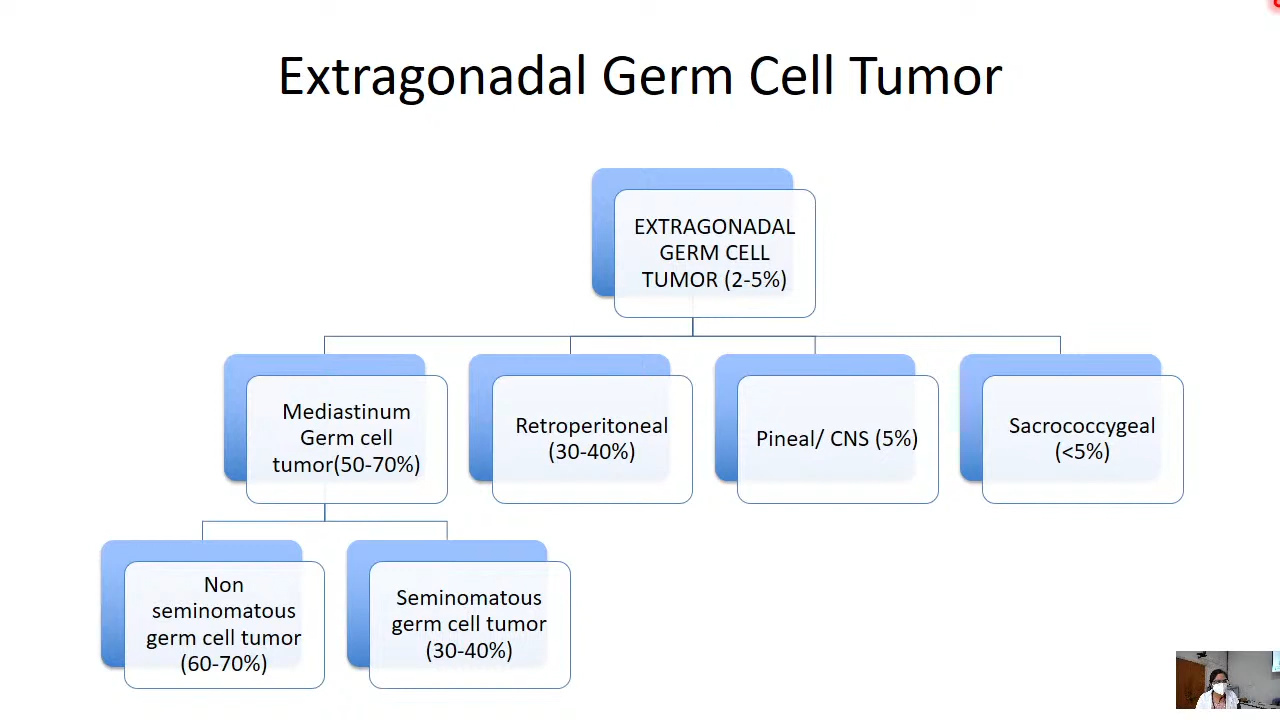 Extragonadal Germ Cell Tumor
EXTRAGONADAL
GERM CELL
TUMOR (2-5%)
Mediastinum
Germ cell
tumor(50-70%)
Retroperitoneal
(30-40%)
Pineal/ CNS (5%)
Sacrococcygeal
(<5%)
Non
seminomatous
germ cell tumor
(60-70%)
Seminomatous
germ cell tumor
(30-40%)